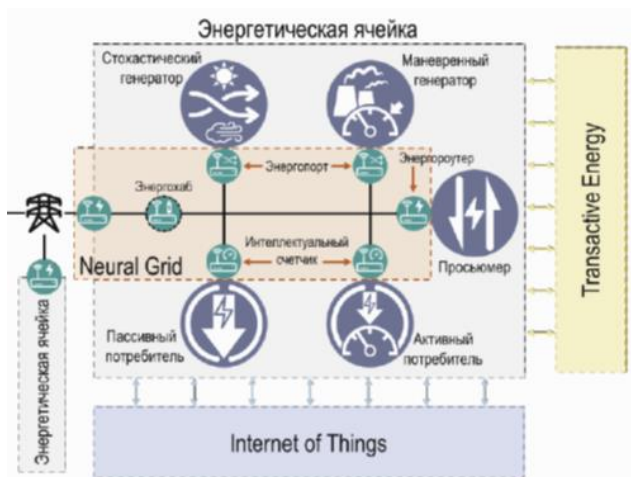 Энергетическая ячейка
Стохастический
генератор
Маневренный
генератор
Энергопорт
Энергороутер
Энергохаб
Интеллектуальный
счетчик
Neural Grid
Просьюмер
Пассивный
потребитель
Активный
потребитель
Энергетическая ячейка
Transactive Energy
Internet of Things